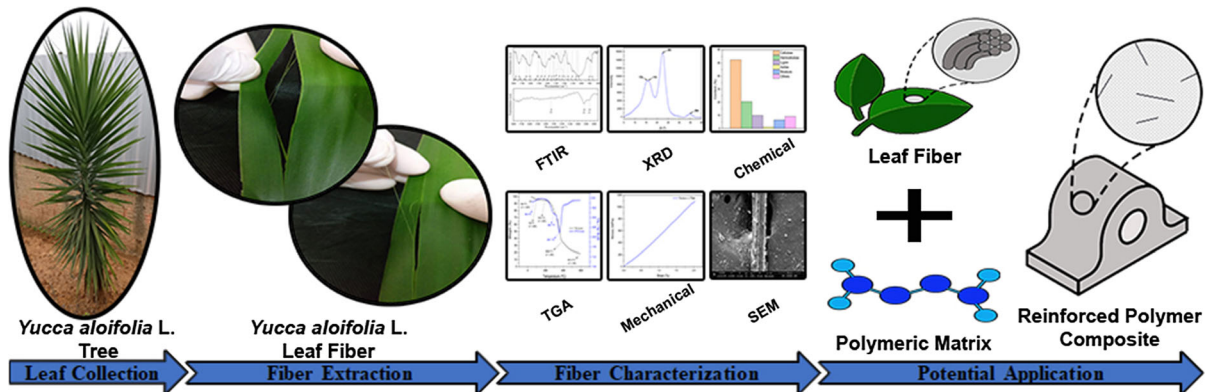 Yucca aloifolia L.
Tree
Yucca aloifolia L.
Leaf Fiber
FTIR
XRD
Chemical
TGA
Mechanical
SEM
Leaf Fiber
Polymeric Matrix
Reinforced Polymer
Composite
Leaf Collection
Fiber Extraction
Fiber Characterization
Potential Application